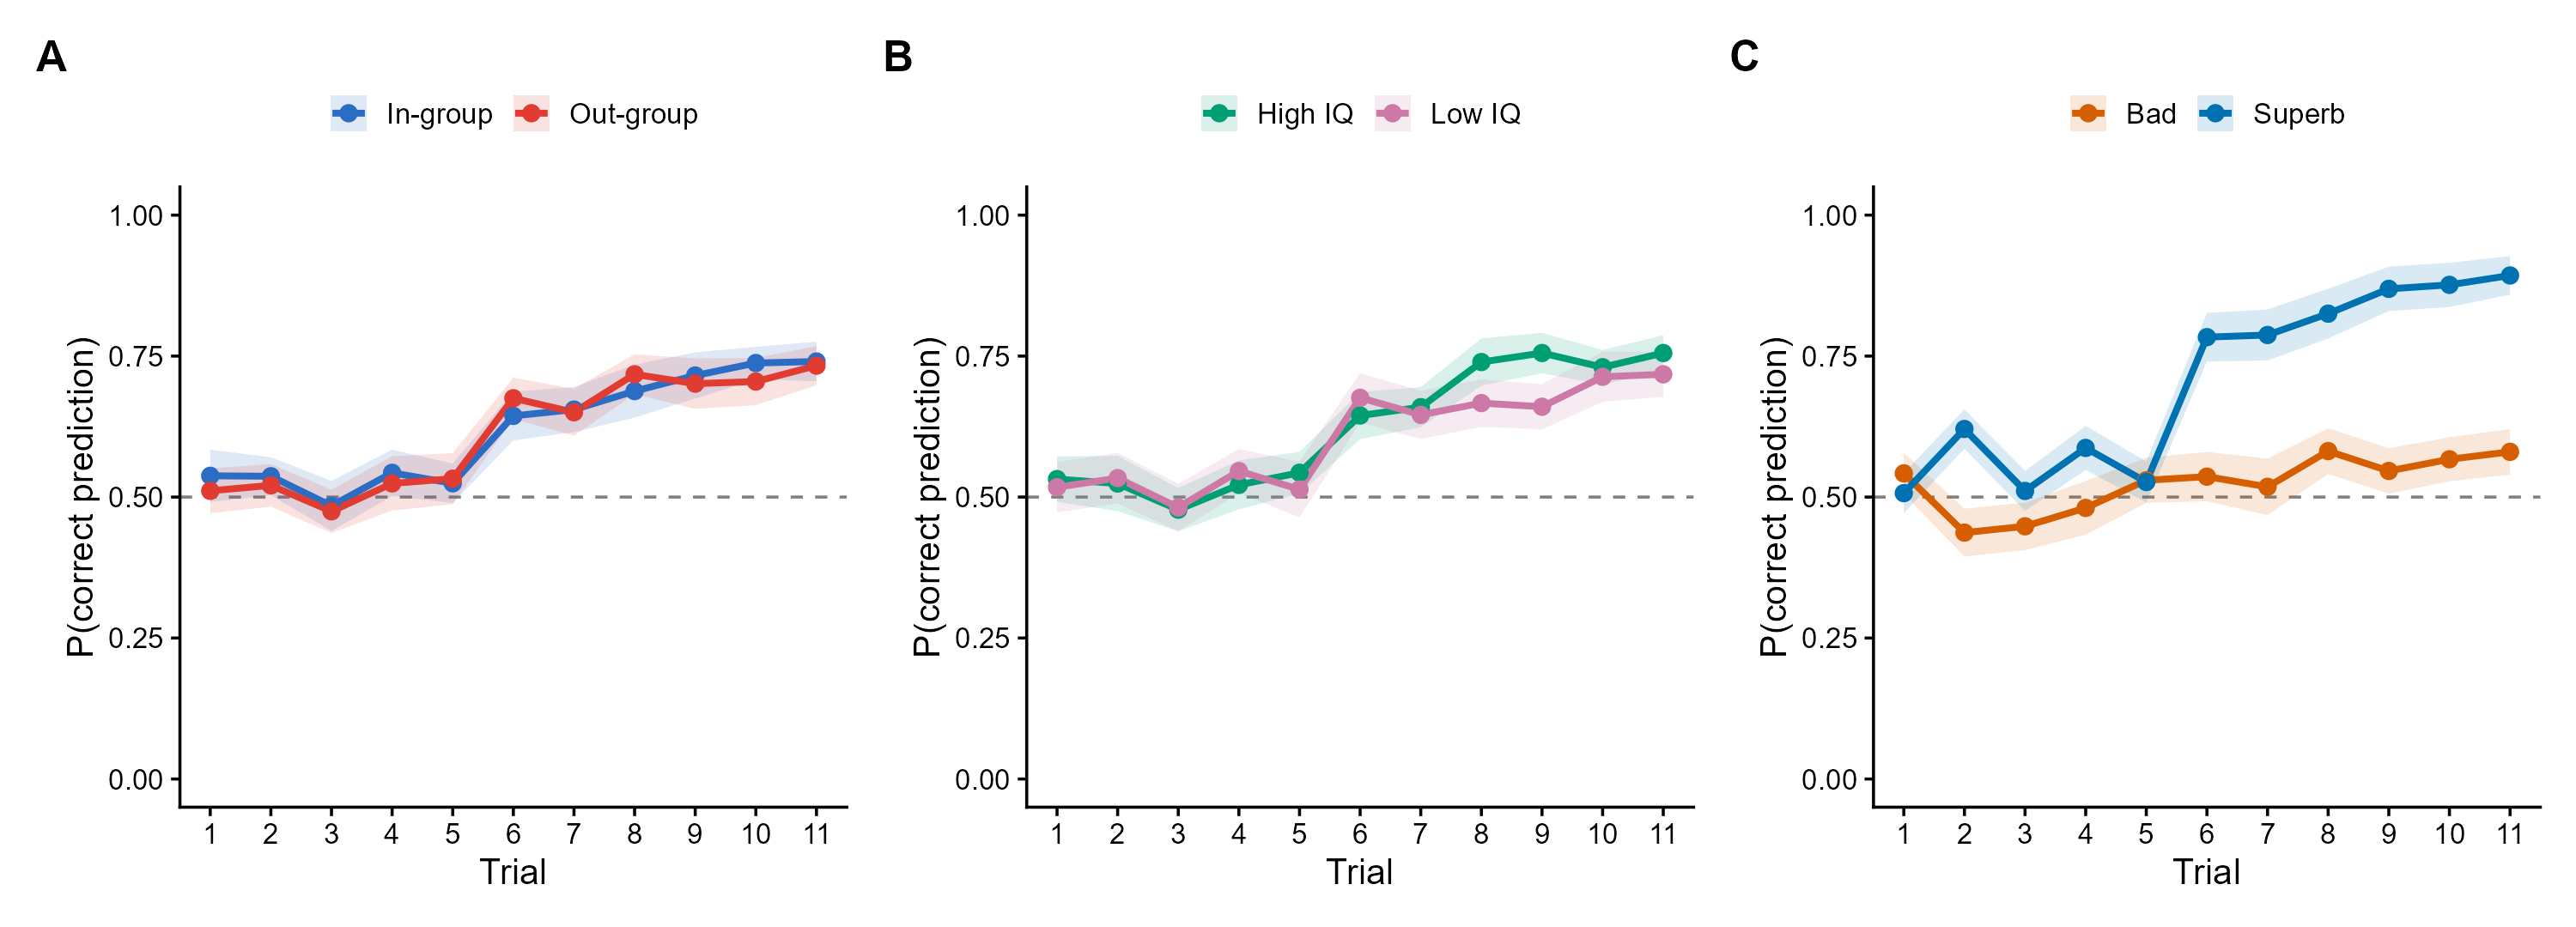 A
In-group Out-group
P(correct prediction)
1.00
0.75
0.50
0.25
0.00
1 2 3 4 5 6 7 8 9 10 11
Trial
B
High IQ Low IQ
P(correct prediction)
1.00
0.75
0.50
0.25
0.00
1 2 3 4 5 6 7 8 9 10 11
Trial
C
Bad Superb
P(correct prediction)
1.00
0.75
0.50
0.25
0.00
1 2 3 4 5 6 7 8 9 10 11
Trial